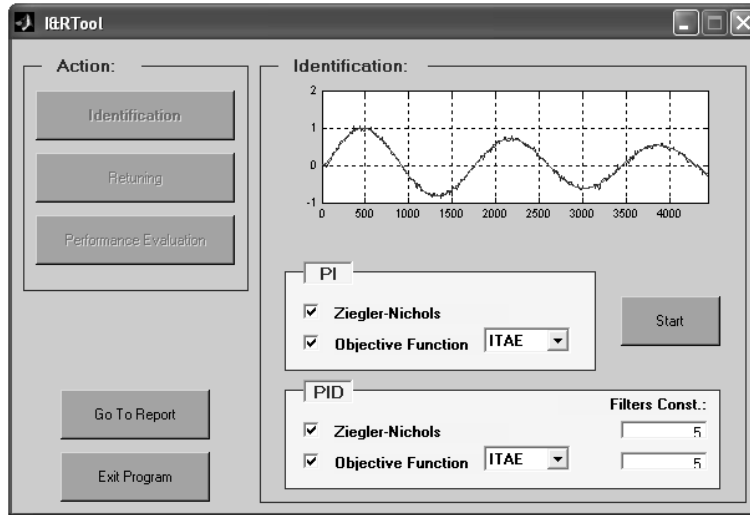 I&RTool
Action:
Identification
Retuning
Performance Evaluation
Go To Report
Exit Program
Identification:
2
1
0
-1
0 500 1000 1500 2000 2500 3000 3500 4000
PI
Ziegler-Nichols
Objective Function ITAE
Start
PID
Filters Const.:
Ziegler-Nichols 5
Objective Function ITAE 5